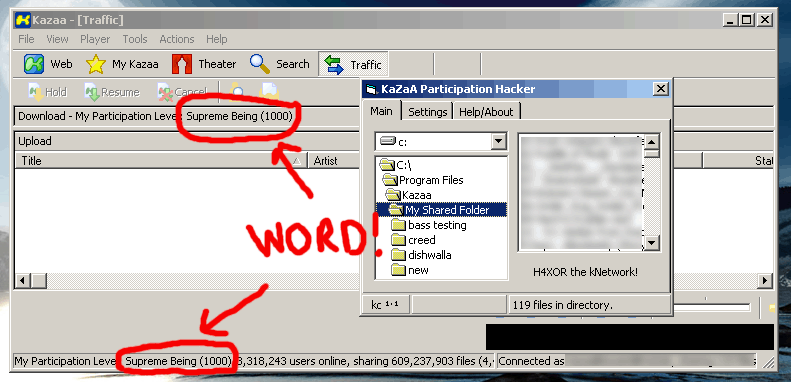 Kazaa - [Traffic]
File View Player Tools Actions Help
Web My Kazaa Theater Search Traffic
Hold Resume Cancel
Download - My Participation Level: Supreme Being (1000)
Upload
Title Artist Stat
KaZaA Participation Hacker
Main Settings Help/About
c:
C:\
Program Files
Kazaa
My Shared Folder
bass testing
creed
dishwalla
new
H4XOR the kNetwork!
kc 1.1 119 files in directory.
WORD!
My Participation Leve Supreme Being (1000) 3,318,243 users online, sharing 609,237,903 files (4, Connected as